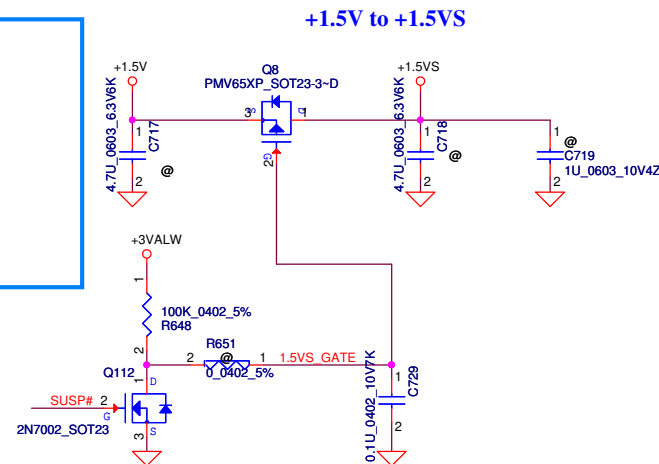 +1.5V to +1.5VS
+1.5V
Q8
PMV65XP_SOT23-3~D
+1.5VS
4.7U_0603_6.3V6K
1
C717
2
@
3
S
D
1
G
2
4.7U_0603_6.3V6K
1
C718
2
@
1
@
C719
1U_0603_10V4Z
2
+3VALW
1
100K_0402_5%
R648
2
R651
2
@
1
1.5VS_GATE
0_0402_5%
Q112
1
D
SUSP#
2
G
S
3
2N7002_SOT23
0.1U_0402_10V7K
1
C729
2